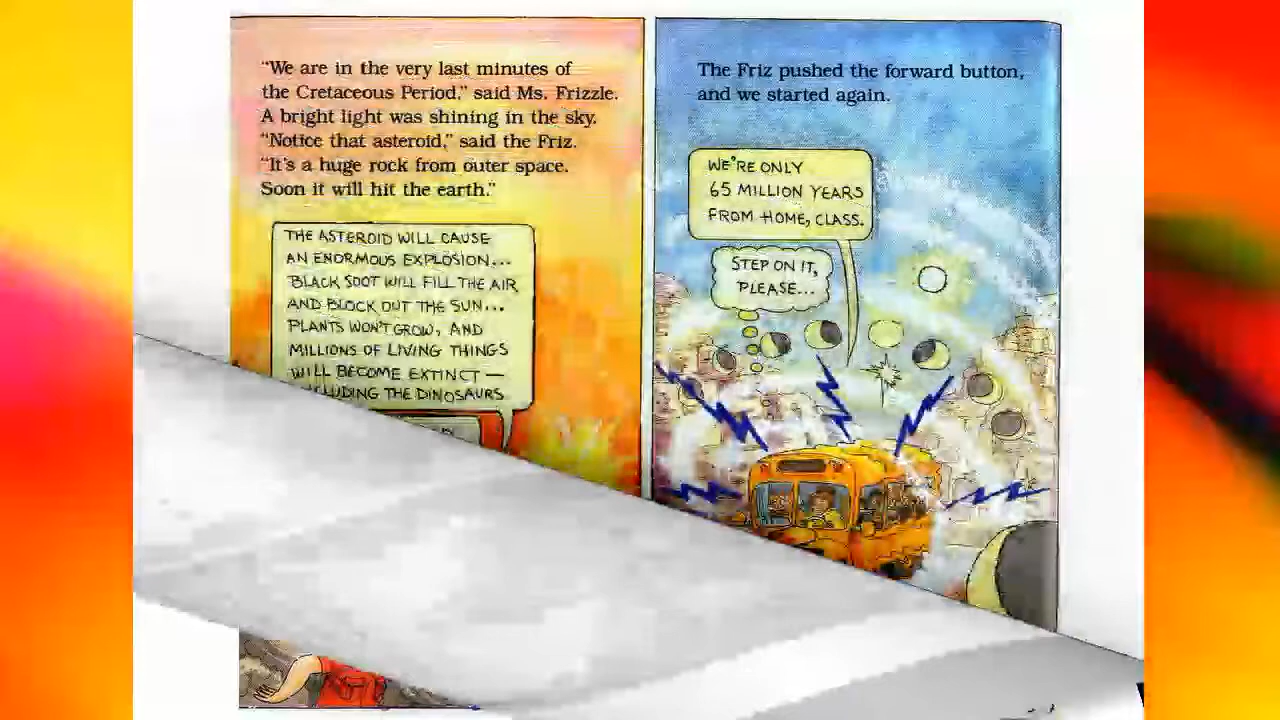 "We are in the very last minutes of
the Cretaceous Period," said Ms. Frizzle.
A bright light was shining in the sky.
"Notice that asteroid," said the Friz.
"It's a huge rock from outer space.
Soon it will hit the earth."
THE ASTEROID WILL CAUSE
AN ENORMOUS EXPLOSION...
BLACK SOOT WILL FILL THE AIR
AND BLOCK OUT THE SUN...
PLANTS WON'T GROW, AND
MILLIONS OF LIVING THINGS
WILL BECOME EXTINCT —
THE DINOSAURS
The Friz pushed the forward button,
and we started again.
WE'RE ONLY
65 MILLION YEARS
FROM HOME, CLASS.
STEP ON IT,
PLEASE...